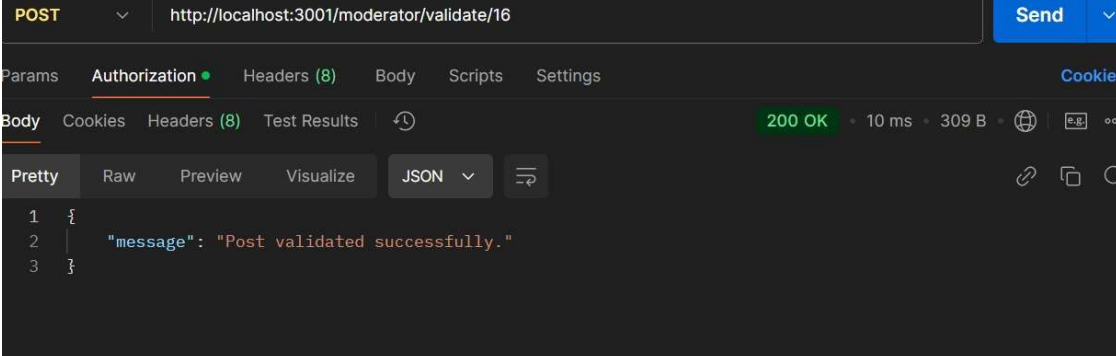 POST http://localhost:3001/moderator/validate/16 Send
Params Authorization Headers (8) Body Scripts Settings Cookie
Body Cookies Headers (8) Test Results 200 OK 10 ms 309 B e.g.
Pretty Raw Preview Visualize JSON
1 {
2 "message": "Post validated successfully."
3 }